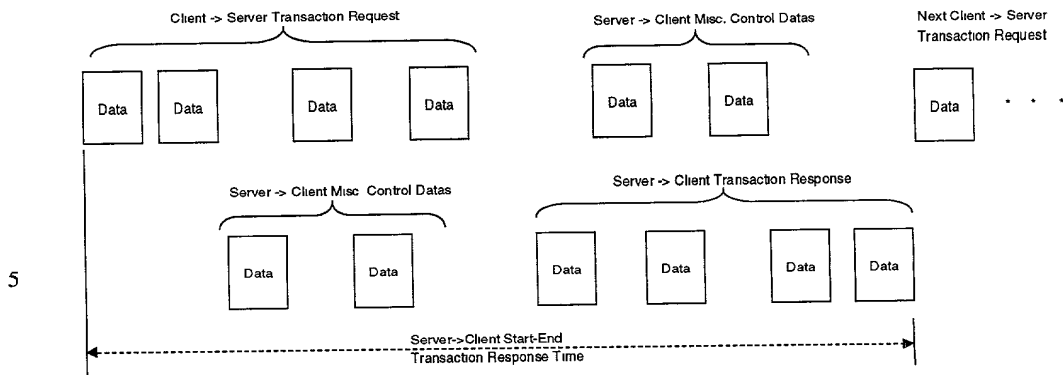 Client -> Server Transaction Request
Server -> Client Misc. Control Datas
Next Client -> Server
Transaction Request
Data Data Data Data Data Data Data . . .
Server -> Client Misc Control Datas
Server -> Client Transaction Response
Data Data Data Data Data Data
5
Server->Client Start-End
Transaction Response Time